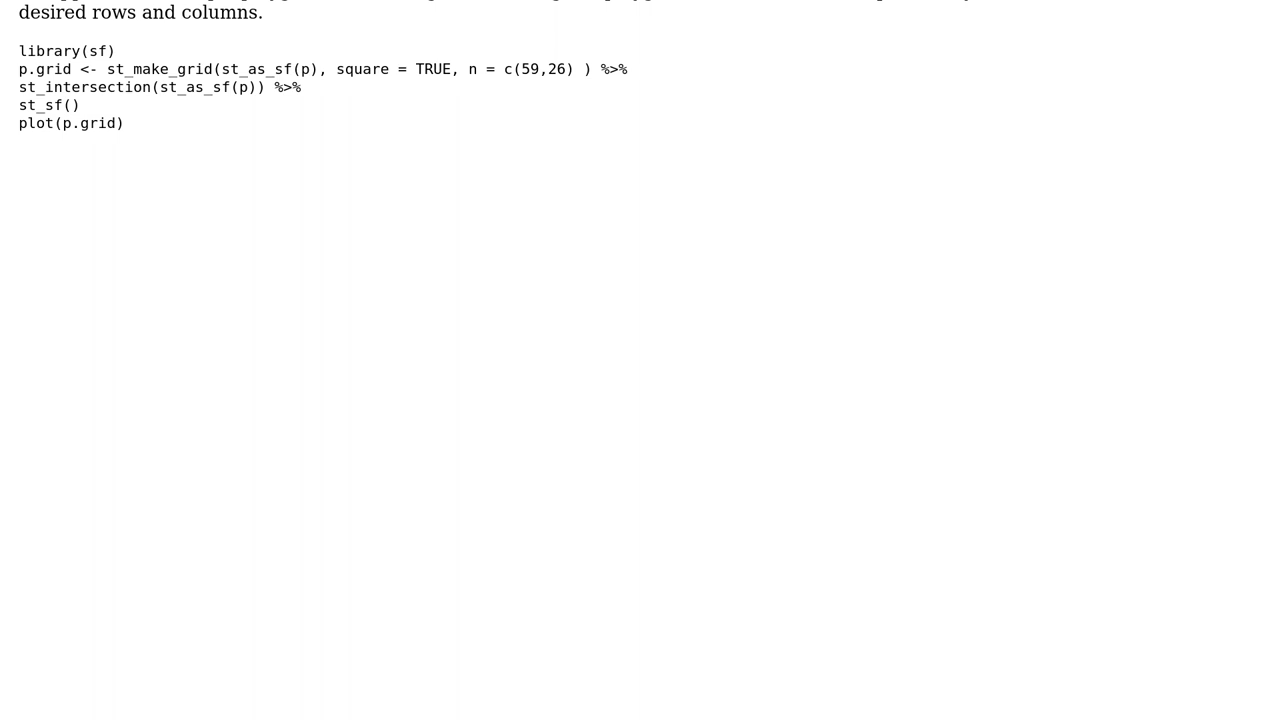 desired rows and columns.
library(sf)
p.grid <- st_make_grid(st_as_sf(p), square = TRUE, n = c(59,26) ) %>%
st_intersection(st_as_sf(p)) %>%
st_sf()
plot(p.grid)